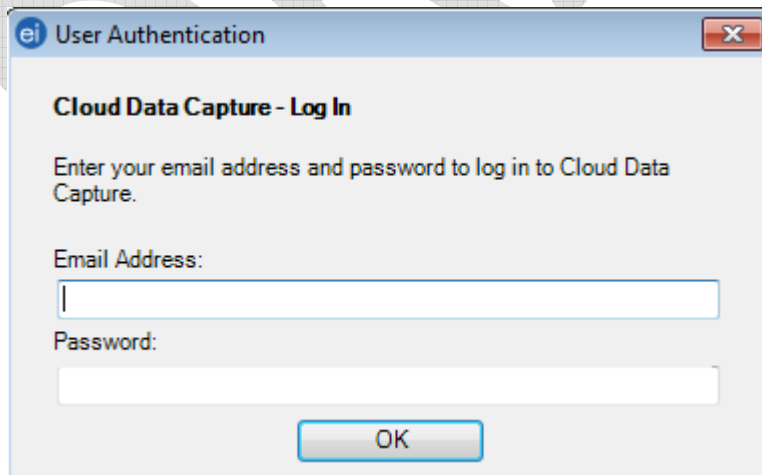 ei User Authentication
Cloud Data Capture - Log In
Enter your email address and password to log in to Cloud Data
Capture.
Email Address:
Password:
OK